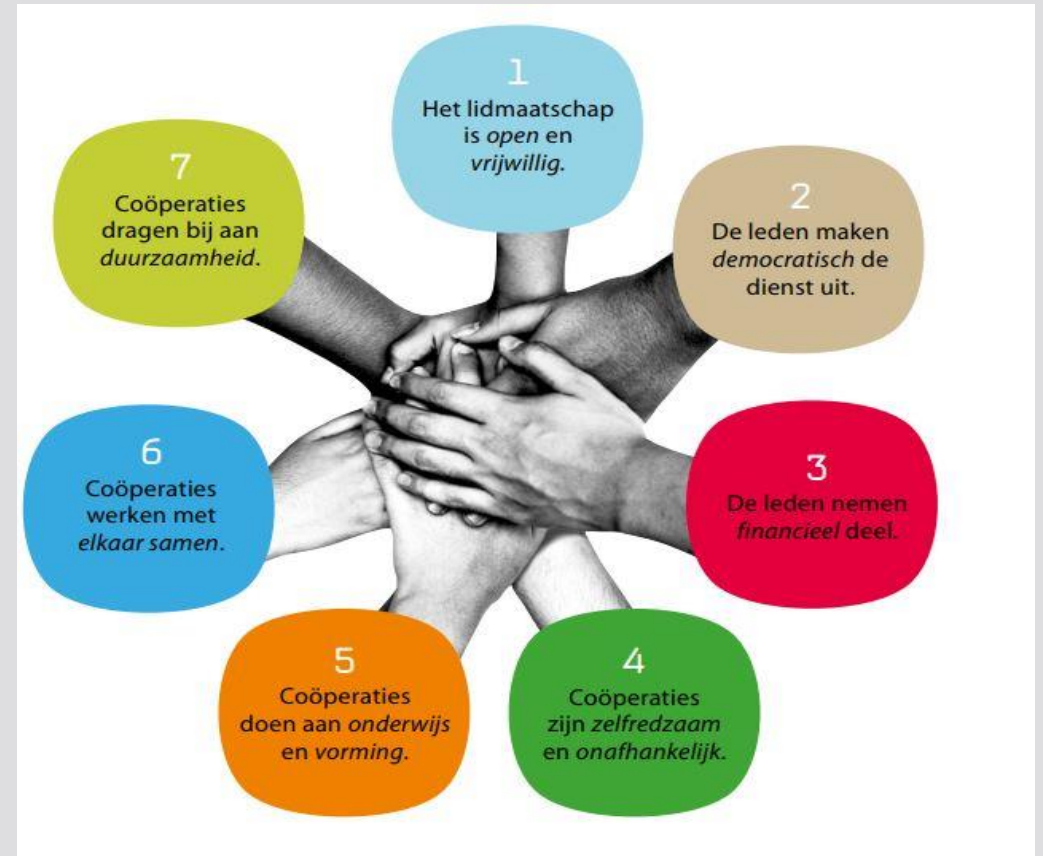 1
Het lidmaatschap
is open en
vrijwillig.
2
De leden maken
democratisch de
dienst uit.
3
De leden nemen
financieel deel.
4
Coöperaties
zijn zelfredzaam
en onafhankelijk.
5
Coöperaties
doen aan onderwijs
en vorming.
6
Coöperaties
werken met
elkaar samen.
7
Coöperaties
dragen bij aan
duurzaamheid.